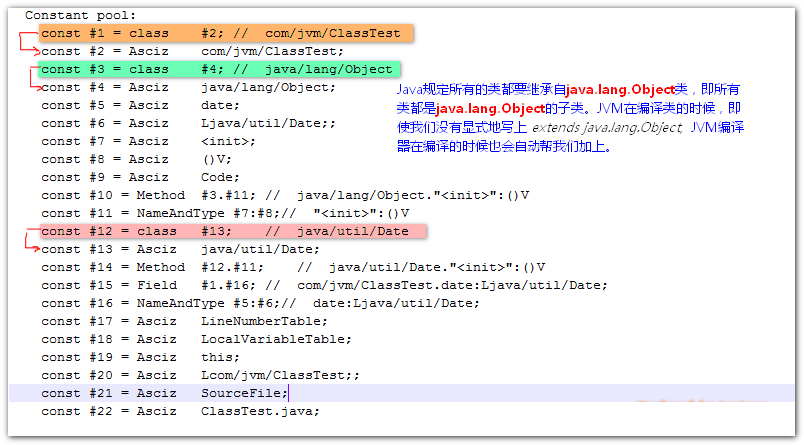 Constant pool:
const #1 = class    #2; //  com/jvm/ClassTest
const #2 = Asciz    com/jvm/ClassTest;
const #3 = class    #4; //  java/lang/Object
const #4 = Asciz    java/lang/Object;
const #5 = Asciz    date;
const #6 = Asciz    Ljava/util/Date;;
const #7 = Asciz    <init>;
const #8 = Asciz    ()V;
const #9 = Asciz    Code;
const #10 = Method  #3.#11; //  java/lang/Object."<init>":()V
const #11 = NameAndType #7:#8;//  "<init>":()V
const #12 = class   #13;    //  java/util/Date
const #13 = Asciz   java/util/Date;
const #14 = Method  #12.#11;    //  java/util/Date."<init>":()V
const #15 = Field   #1.#16; //  com/jvm/ClassTest.date:Ljava/util/Date;
const #16 = NameAndType #5:#6;//  date:Ljava/util/Date;
const #17 = Asciz   LineNumberTable;
const #18 = Asciz   LocalVariableTable;
const #19 = Asciz   this;
const #20 = Asciz   Lcom/jvm/ClassTest;;
const #21 = Asciz   SourceFile;
const #22 = Asciz   ClassTest.java;
Java规定所有的类都要继承自java.lang.Object类，即所有
类都是java.lang.Object的子类。JVM在编译类的时候，即
使我们没有显式地写上 extends java.lang.Object, JVM编译
器在编译的时候也会自动帮我们加上。